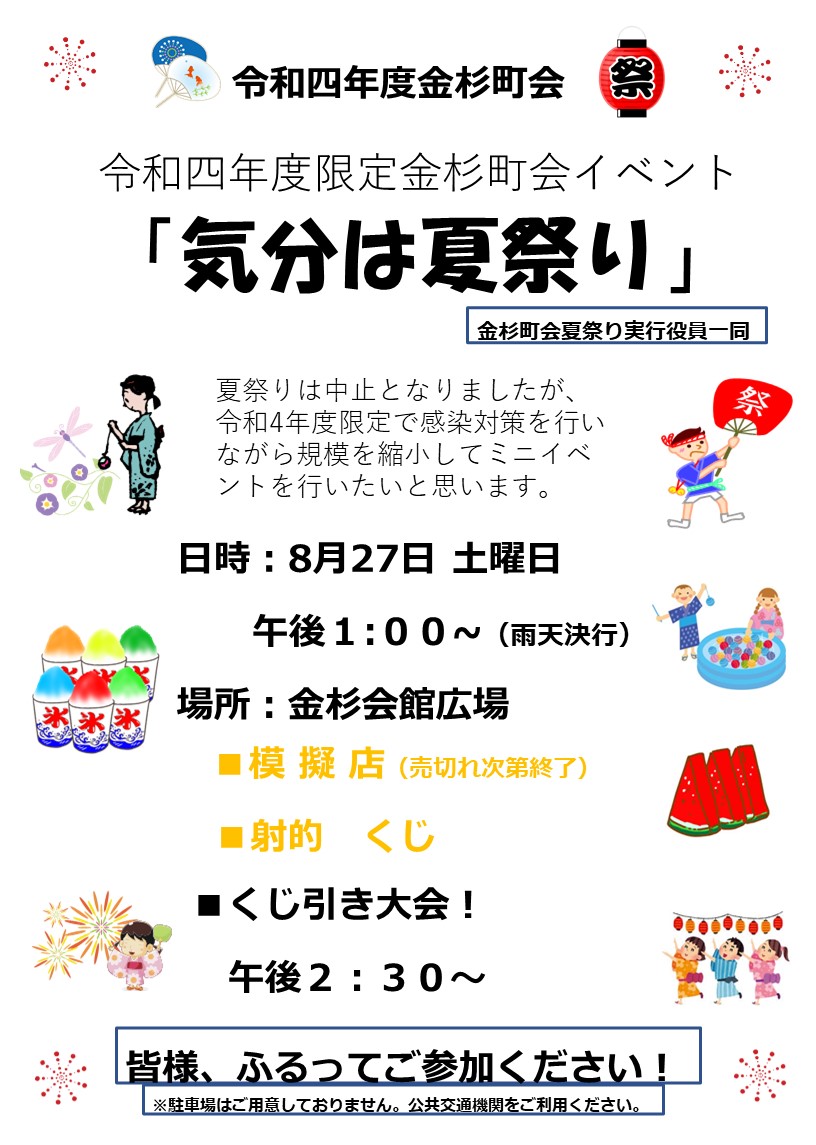 令和四年度金杉町会
祭
令和四年度限定金杉町会イベント
「気分は夏祭り」
金杉町会夏祭り実行役員一同
夏祭りは中止となりましたが、
令和4年度限定で感染対策を行い
ながら規模を縮小してミニイベ
ントを行いたいと思います。
祭
日時：8月27日 土曜日
午後１:００~（雨天決行）
氷 氷 氷
場所：金杉会館広場
■模 擬 店（売切れ次第終了）
■射的　くじ
■くじ引き大会！
午後２：３０～
皆様、ふるってご参加ください！
※駐車場はご用意しておりません。公共交通機関をご利用ください。